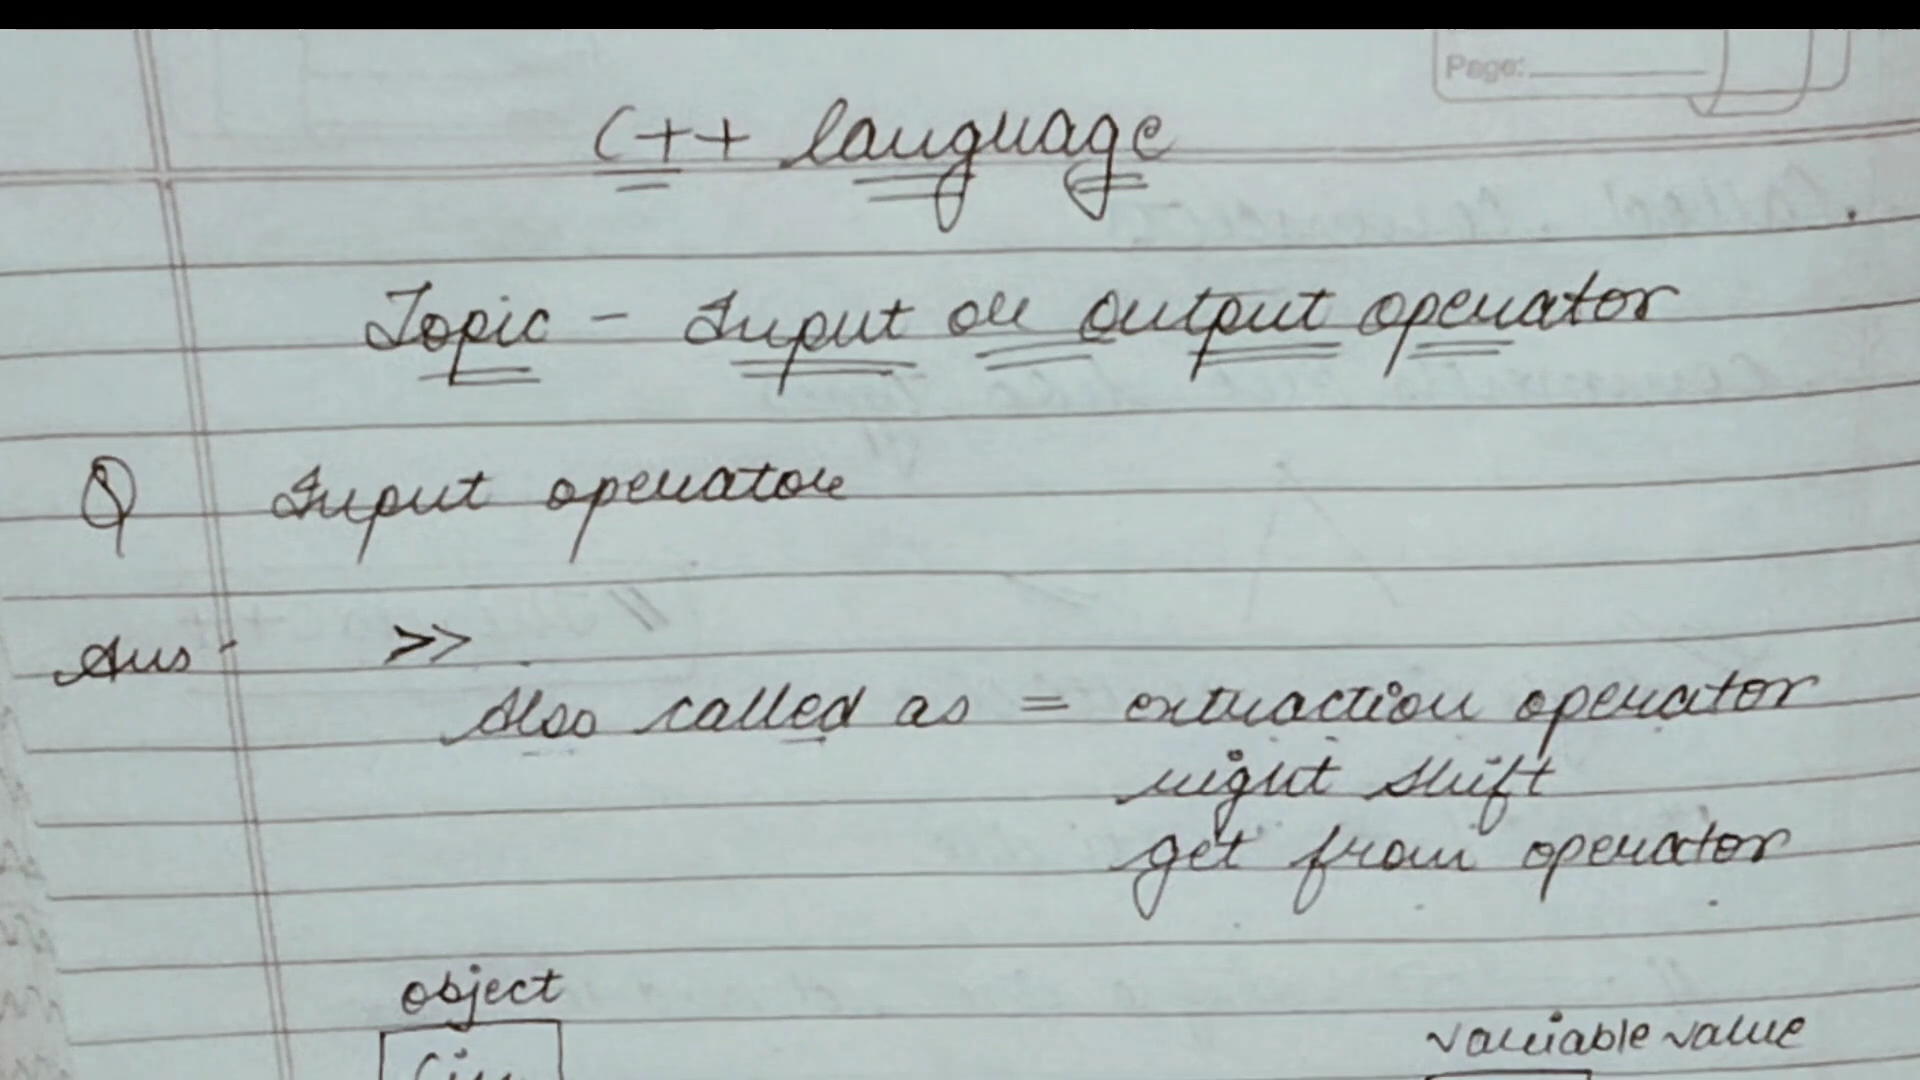 Page:
C++ language
Topic - Input or output operator
Q Input operator
Ans - >>
Also called as = extraction operator
right shift
get from operator
object
variable value
Cin